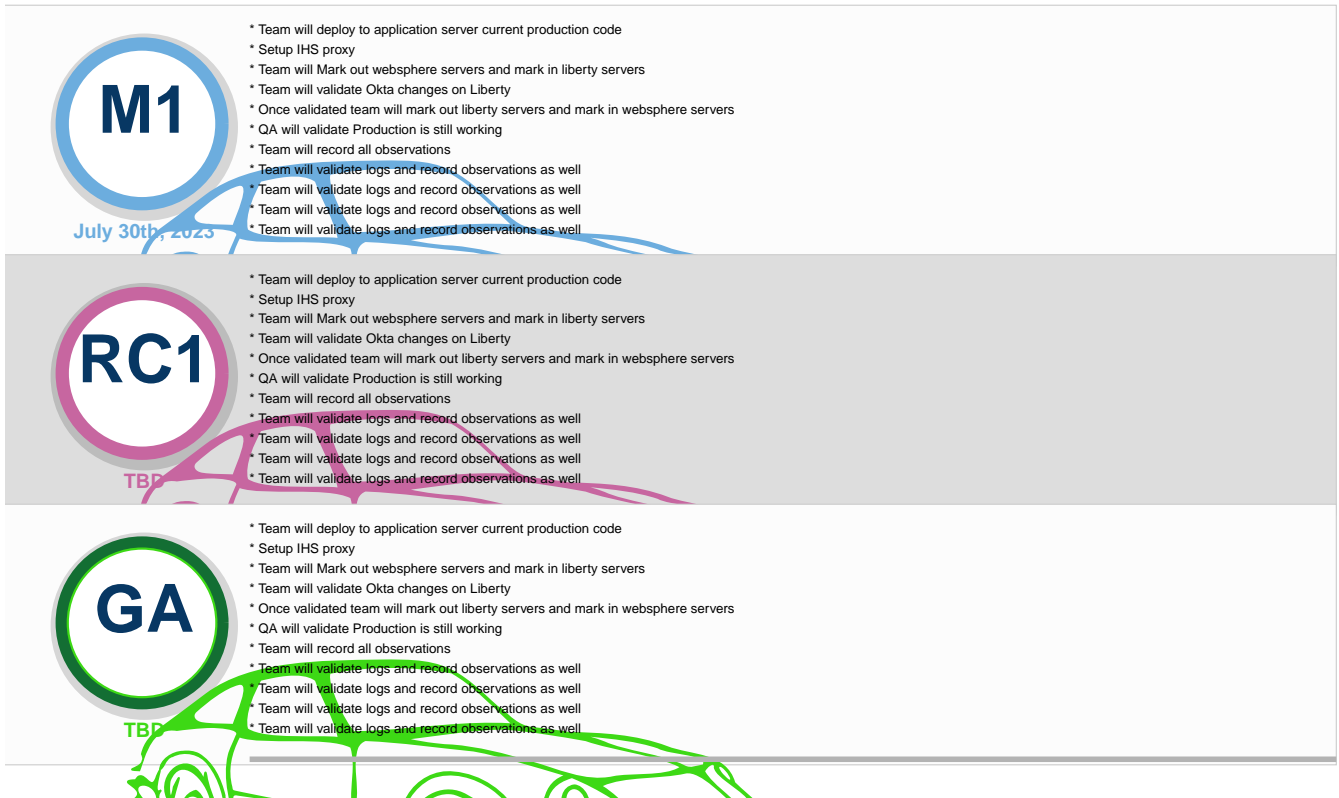 M1
July 30th, 2023
* Team will deploy to application server current production code
* Setup IHS proxy
* Team will Mark out websphere servers and mark in liberty servers
* Team will validate Okta changes on Liberty
* Once validated team will mark out liberty servers and mark in websphere servers
* QA will validate Production is still working
* Team will record all observations
* Team will validate logs and record observations as well
* Team will validate logs and record observations as well
* Team will validate logs and record observations as well
* Team will validate logs and record observations as well
RC1
TBD
* Team will deploy to application server current production code
* Setup IHS proxy
* Team will Mark out websphere servers and mark in liberty servers
* Team will validate Okta changes on Liberty
* Once validated team will mark out liberty servers and mark in websphere servers
* QA will validate Production is still working
* Team will record all observations
* Team will validate logs and record observations as well
* Team will validate logs and record observations as well
* Team will validate logs and record observations as well
* Team will validate logs and record observations as well
GA
TBD
* Team will deploy to application server current production code
* Setup IHS proxy
* Team will Mark out websphere servers and mark in liberty servers
* Team will validate Okta changes on Liberty
* Once validated team will mark out liberty servers and mark in websphere servers
* QA will validate Production is still working
* Team will record all observations
* Team will validate logs and record observations as well
* Team will validate logs and record observations as well
* Team will validate logs and record observations as well
* Team will validate logs and record observations as well